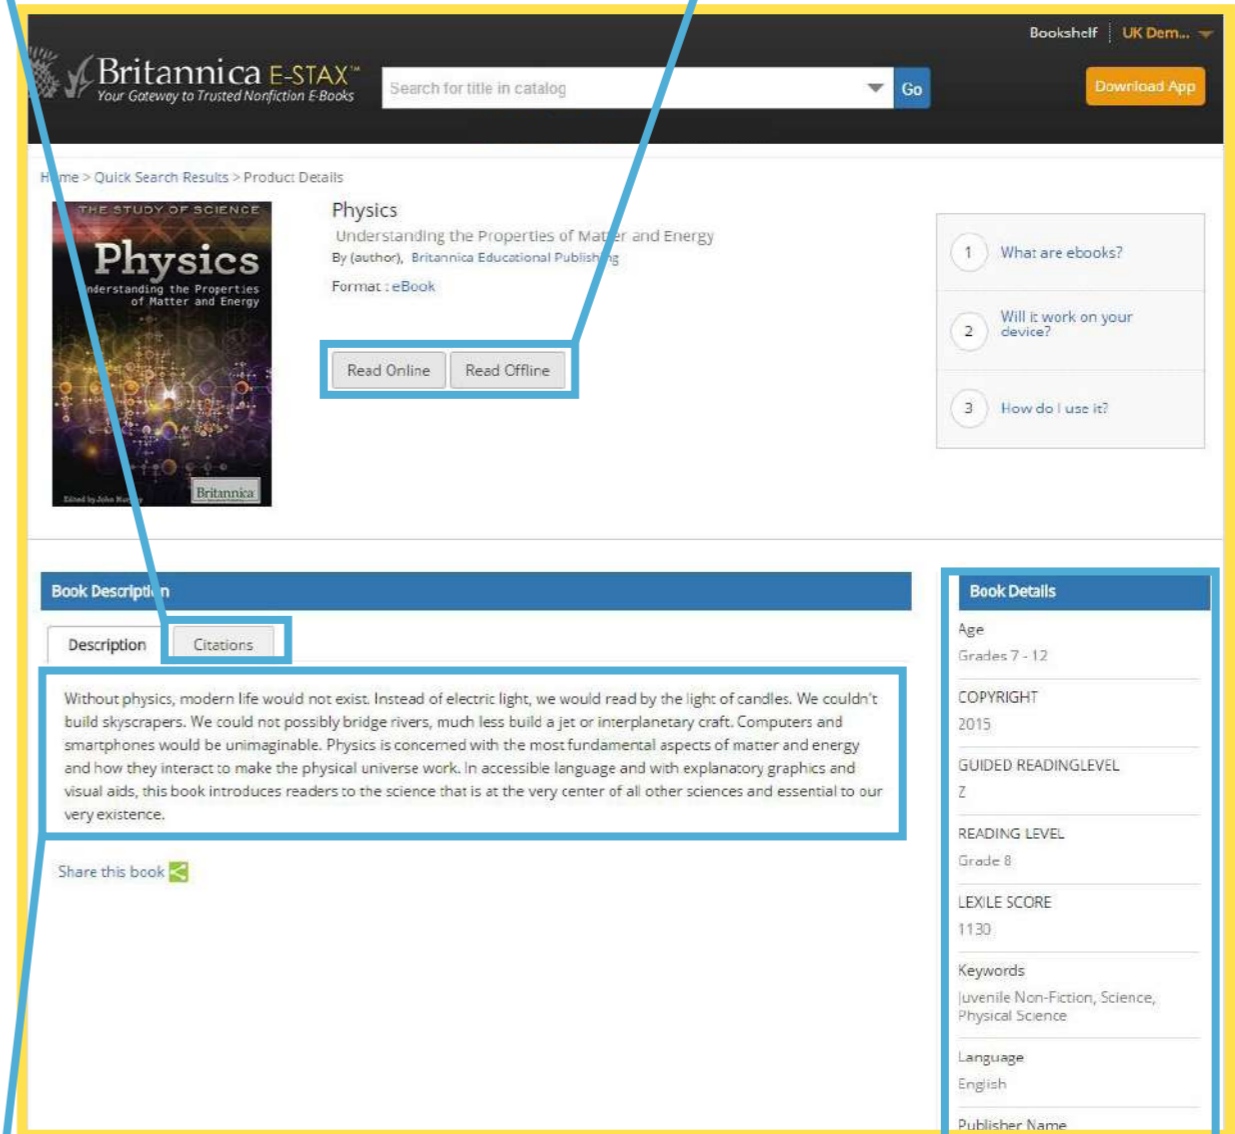 Bookshelf UK Dem...
Britannica E-STAX™
Your Gateway to Trusted Nonfiction E-Books
Search for title in catalog
Go
Download App
Home > Quick Search Results > Product Details
THE STUDY OF SCIENCE
Physics
Understanding the Properties
of Matter and Energy
Edited by John Murphy
Britannica
Physics
Understanding the Properties of Matter and Energy
By (author), Britannica Educational Publishing
Format : eBook
Read Online Read Offline
1 What are ebooks?
2 Will it work on your
device?
3 How do I use it?
Book Description
Description Citations
Without physics, modern life would not exist. Instead of electric light, we would read by the light of candles. We couldn't
build skyscrapers. We could not possibly bridge rivers, much less build a jet or interplanetary craft. Computers and
smartphones would be unimaginable. Physics is concerned with the most fundamental aspects of matter and energy
and how they interact to make the physical universe work. In accessible language and with explanatory graphics and
visual aids, this book introduces readers to the science that is at the very center of all other sciences and essential to our
very existence.
Share this book
Book Details
Age
Grades 7 - 12
COPYRIGHT
2015
GUIDED READINGLEVEL
Z
READING LEVEL
Grade 8
LEXILE SCORE
1130
Keywords
Juvenile Non-Fiction, Science,
Physical Science
Language
English
Publisher Name